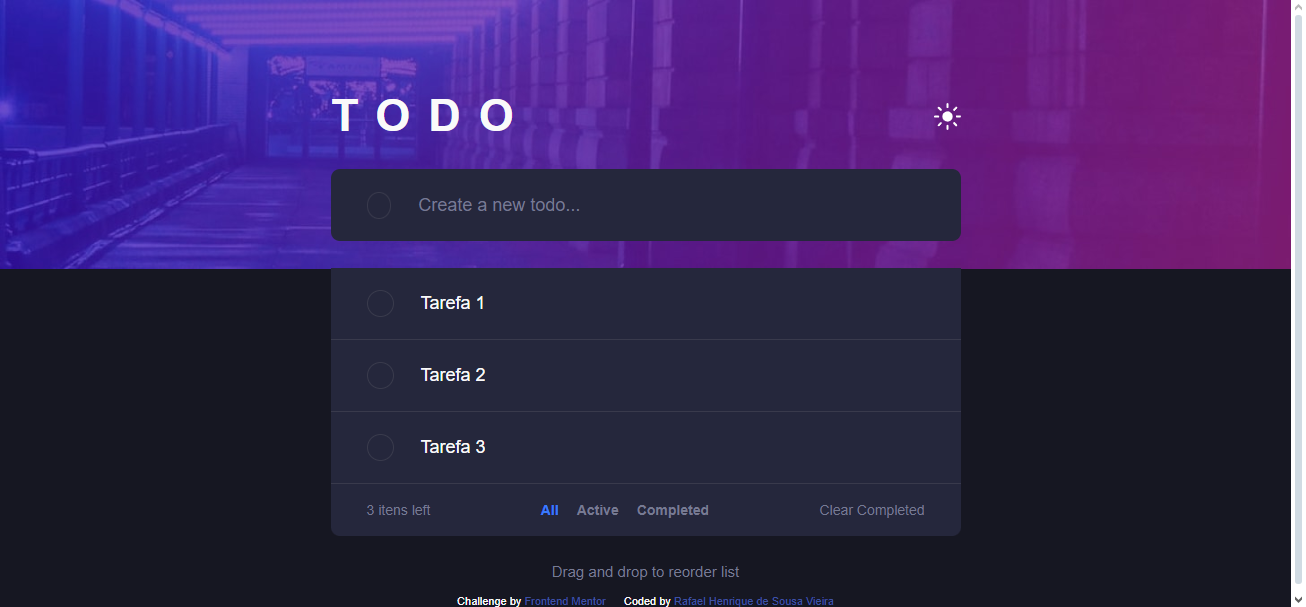 TODO
Create a new todo...
Tarefa 1
Tarefa 2
Tarefa 3
3 itens left All Active Completed Clear Completed
Drag and drop to reorder list
Challenge by Frontend Mentor Coded by Rafael Henrique de Sousa Vieira